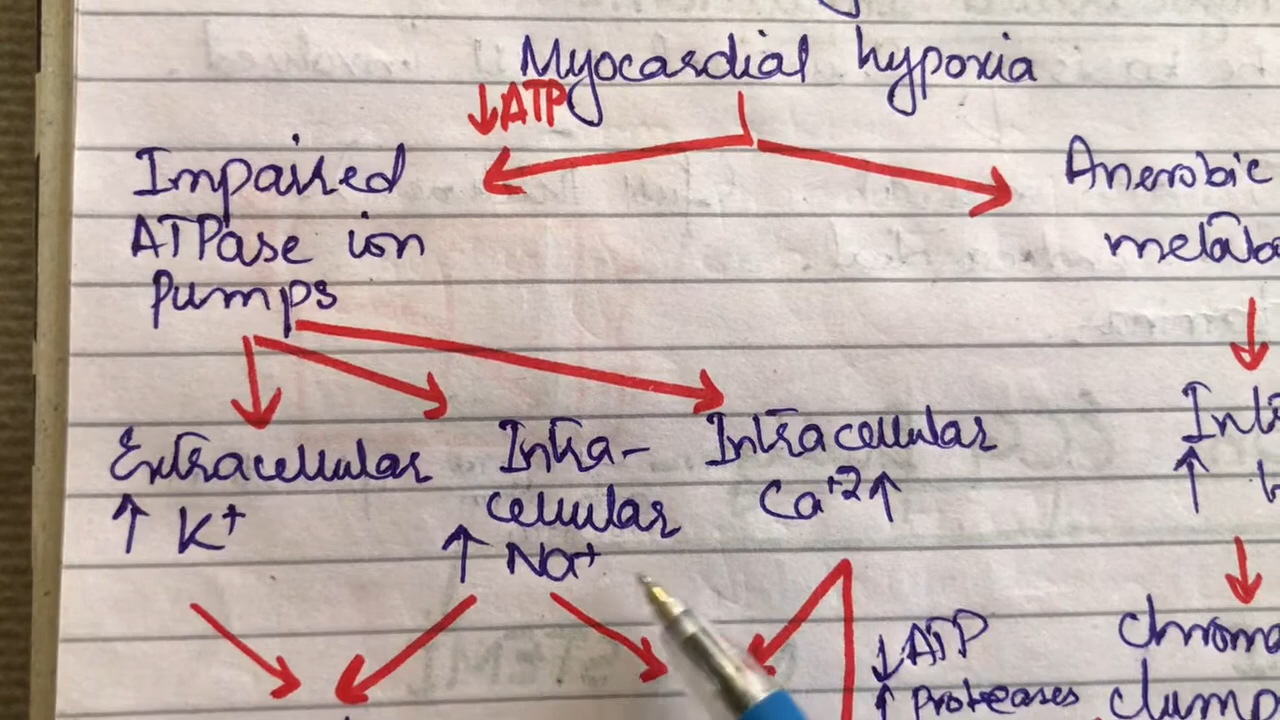 Myocardial hypoxia
↓ATP
Impaired
ATPase ion
Pumps
Anerobic
Extracellular
↑ K+
Intra-
cellular
↑ Na+
Intracellular
Ca+2↑
↑
↓ATP
↑ Proteases